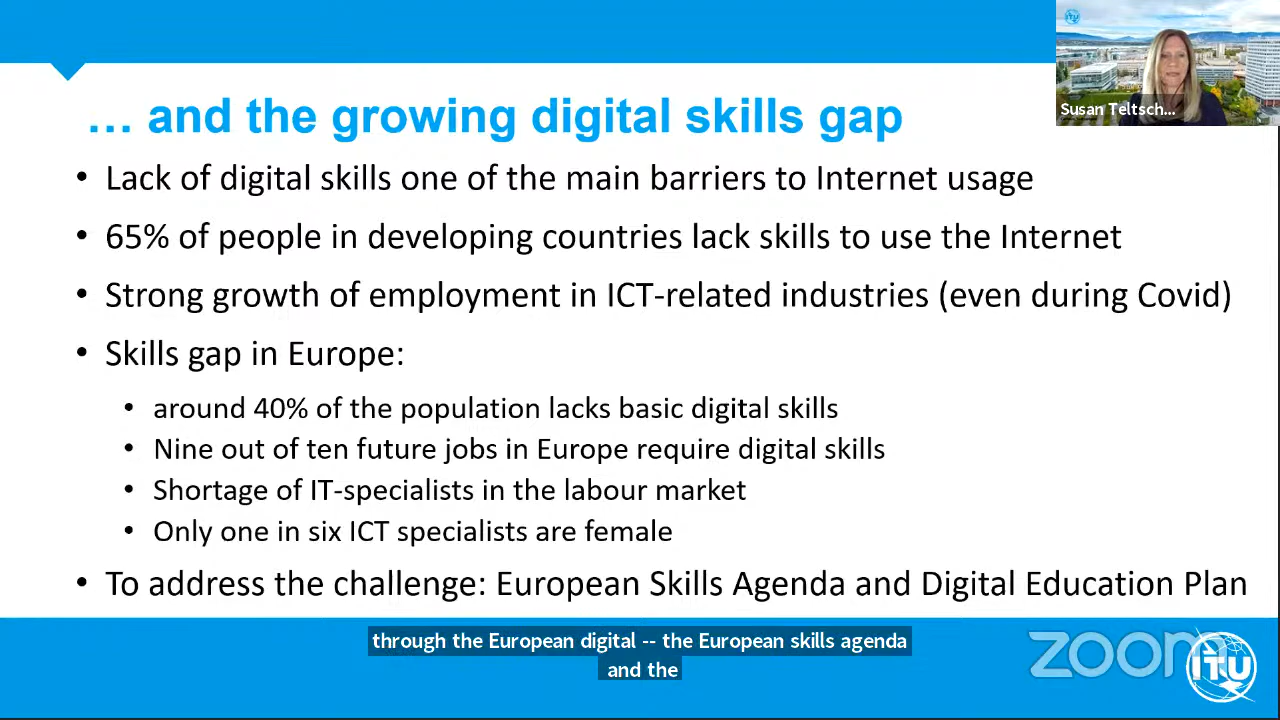 … and the growing digital skills gap
• Lack of digital skills one of the main barriers to Internet usage
• 65% of people in developing countries lack skills to use the Internet
• Strong growth of employment in ICT-related industries (even during Covid)
• Skills gap in Europe:
• around 40% of the population lacks basic digital skills
• Nine out of ten future jobs in Europe require digital skills
• Shortage of IT-specialists in the labour market
• Only one in six ICT specialists are female
• To address the challenge: European Skills Agenda and Digital Education Plan
ITU
Susan Teltsch...
through the European digital -- the European skills agenda
and the
zoom
ITU